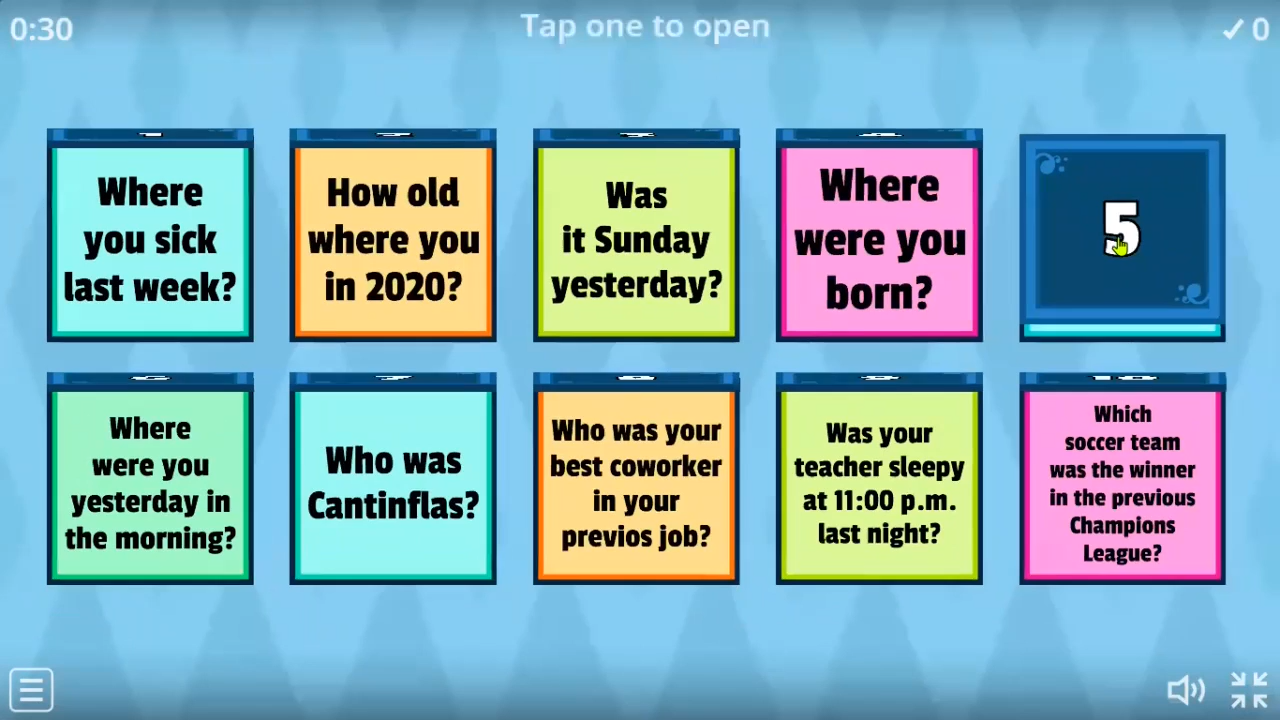 0:30
Tap one to open
✓ 0
Where
you sick
last week?
How old
where you
in 2020?
Was
it Sunday
yesterday?
Where
were you
born?
5
Where
were you
yesterday in
the morning?
Who was
Cantinflas?
Who was your
best coworker
in your
previos job?
Was your
teacher sleepy
at 11:00 p.m.
last night?
Which
soccer team
was the winner
in the previous
Champions
League?